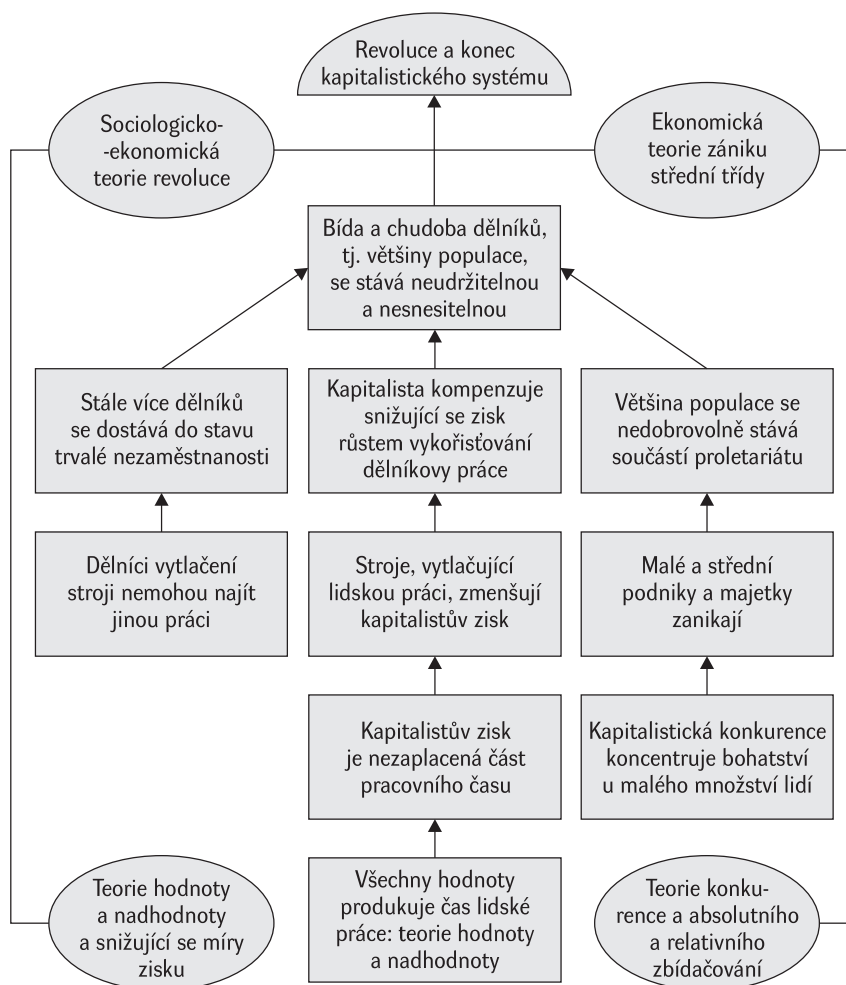 Revoluce a konec
kapitalistického systému
Sociologicko-
-ekonomická
teorie revoluce
Ekonomická
teorie zániku
střední třídy
Bída a chudoba dělníků,
tj. většiny populace,
se stává neudržitelnou
a nesnesitelnou
Stále více dělníků
se dostává do stavu
trvalé nezaměstnanosti
Kapitalista kompenzuje
snižující se zisk
růstem vykořisťování
dělníkovy práce
Většina populace se
nedobrovolně stává
součástí proletariátu
Dělníci vytlačení
stroji nemohou najít
jinou práci
Stroje, vytlačující
lidskou práci, zmenšují
kapitalistův zisk
Malé a střední
podniky a majetky
zanikají
Kapitalistův zisk
je nezaplacená část
pracovního času
Kapitalistická konkurence
koncentruje bohatství
u malého množství lidí
Teorie hodnoty
a nadhodnoty
a snižující se míry
zisku
Všechny hodnoty
produkuje čas lidské
práce: teorie hodnoty
a nadhodnoty
Teorie konku-
rence a absolutního
a relativního
zbídačování